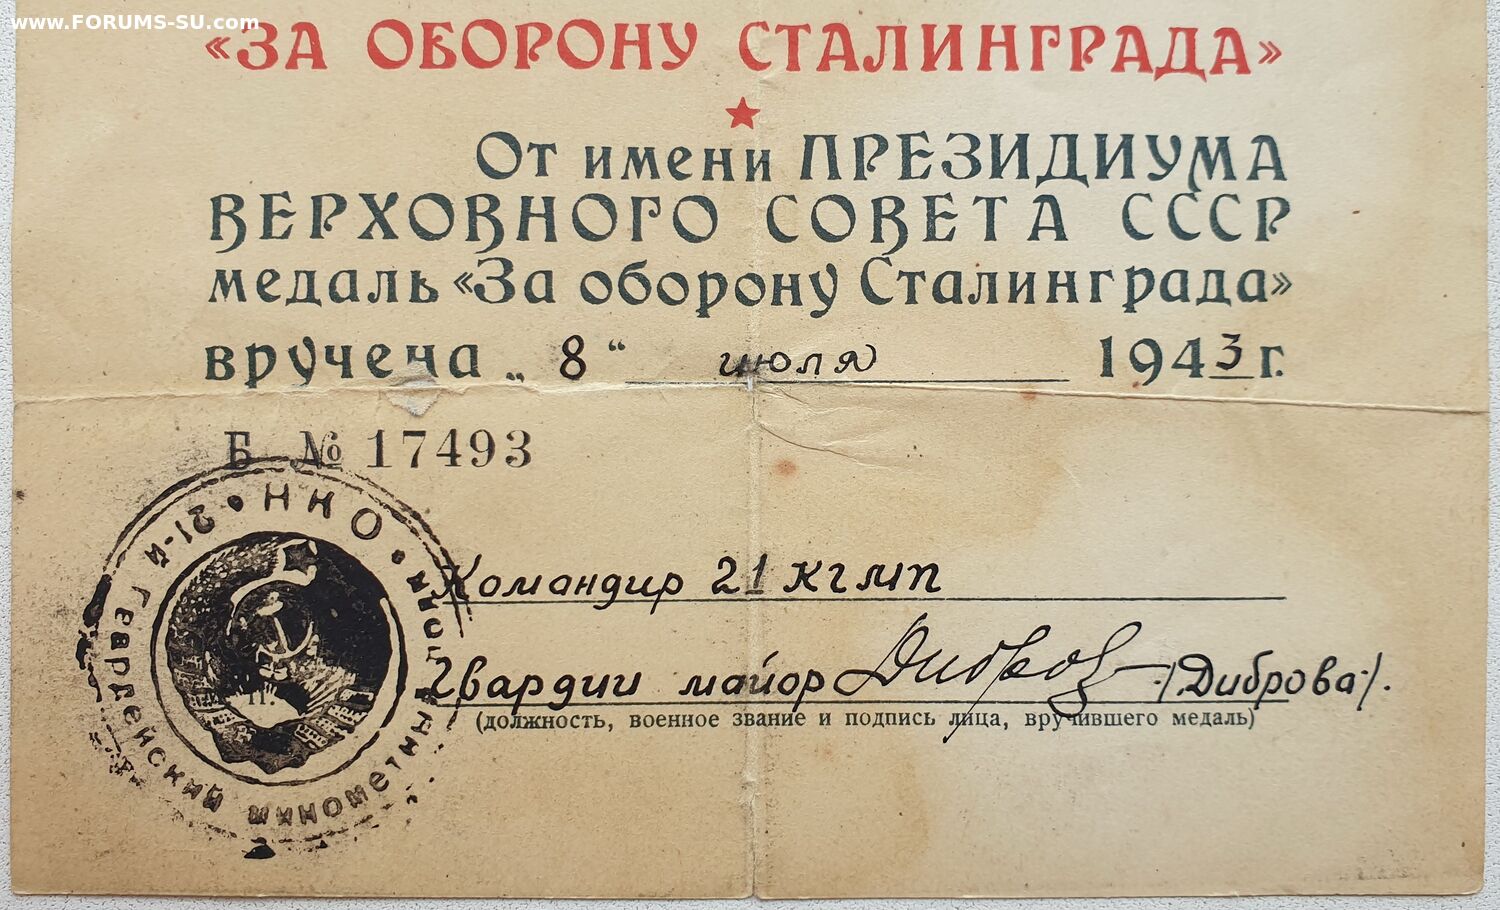 www.FORUMS-SU.com
«ЗА ОБОРОНУ СТАЛИНГРАДА»
От имени ПРЕЗИДИУМА
ВЕРХОВНОГО СОВЕТА СССР
медаль «За оборону Сталинграда»
вручена „ 8 “ июля 1943 г.
Б № 17493
НКО • 21-й Гвардейский минометный полк •
М. П.
Командир 21 КГМП
Гвардии майор Диброва /Диброва/.
(должность, военное звание и подпись лица, вручившего медаль)